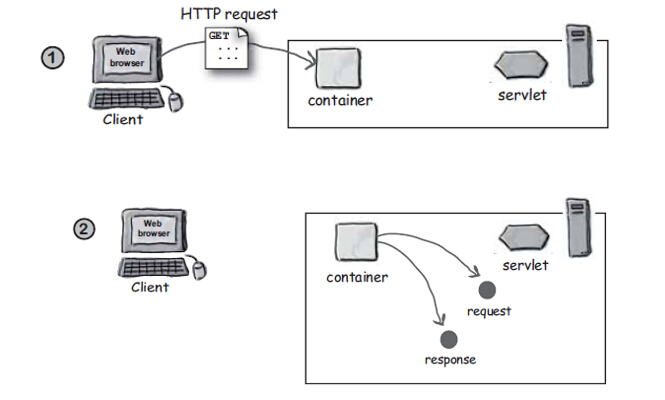 HTTP request
GET
...
...
1
Web
browser
container
servlet
Client
2
Web
browser
servlet
container
Client
request
response